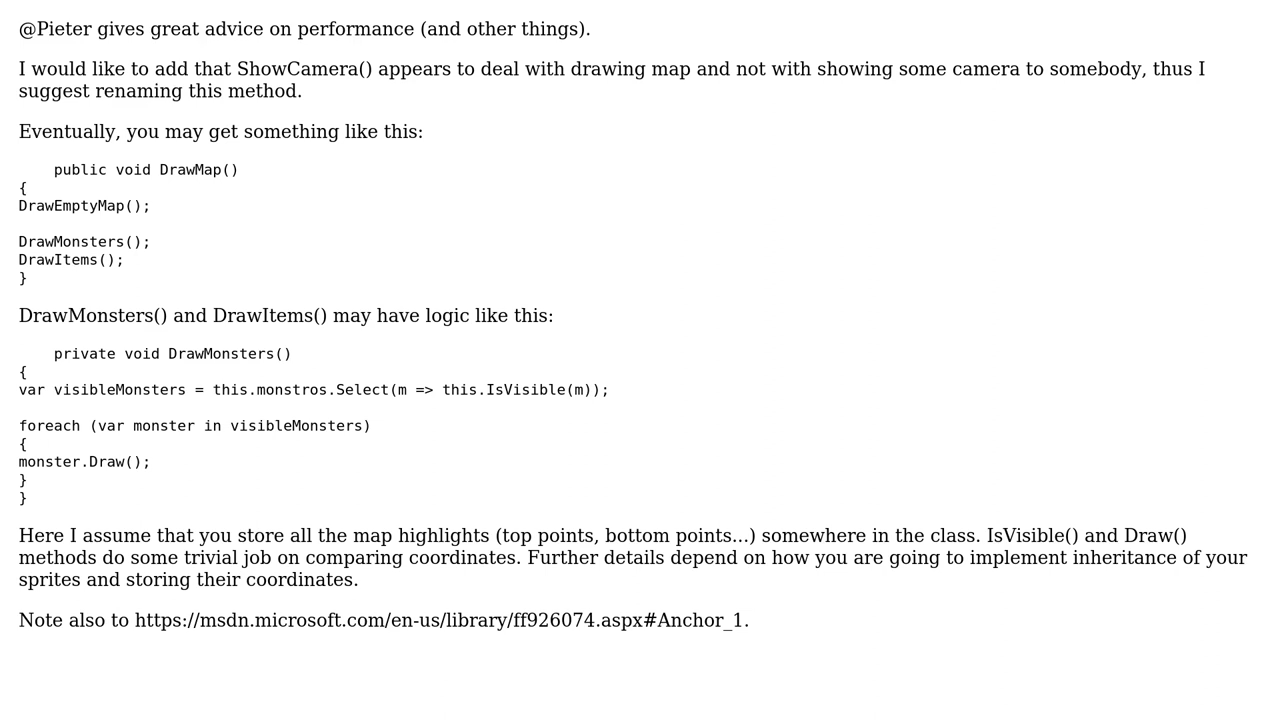 @Pieter gives great advice on performance (and other things).
I would like to add that ShowCamera() appears to deal with drawing map and not with showing some camera to somebody, thus I
suggest renaming this method.
Eventually, you may get something like this:
    public void DrawMap()
{
DrawEmptyMap();

DrawMonsters();
DrawItems();
}
DrawMonsters() and DrawItems() may have logic like this:
    private void DrawMonsters()
{
var visibleMonsters = this.monstros.Select(m => this.IsVisible(m));

foreach (var monster in visibleMonsters)
{
monster.Draw();
}
}
Here I assume that you store all the map highlights (top points, bottom points...) somewhere in the class. IsVisible() and Draw()
methods do some trivial job on comparing coordinates. Further details depend on how you are going to implement inheritance of your
sprites and storing their coordinates.
Note also to https://msdn.microsoft.com/en-us/library/ff926074.aspx#Anchor_1.